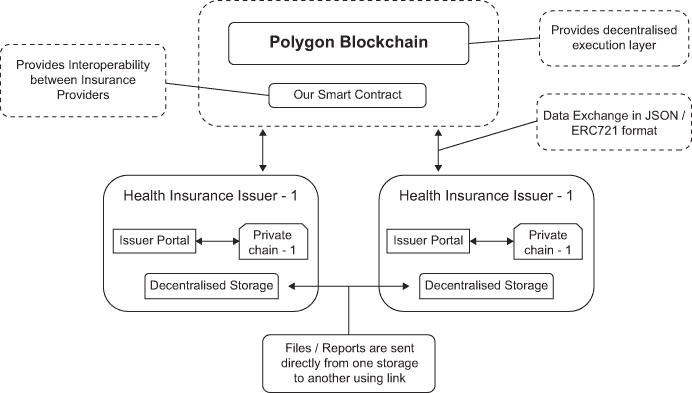 Polygon Blockchain
Our Smart Contract
Provides decentralised
execution layer
Provides Interoperability
between Insurance
Providers
Data Exchange in JSON /
ERC721 format
Health Insurance Issuer - 1
Issuer Portal
Private
chain - 1
Decentralised Storage
Health Insurance Issuer - 1
Issuer Portal
Private
chain - 1
Decentralised Storage
Files / Reports are sent
directly from one storage
to another using link